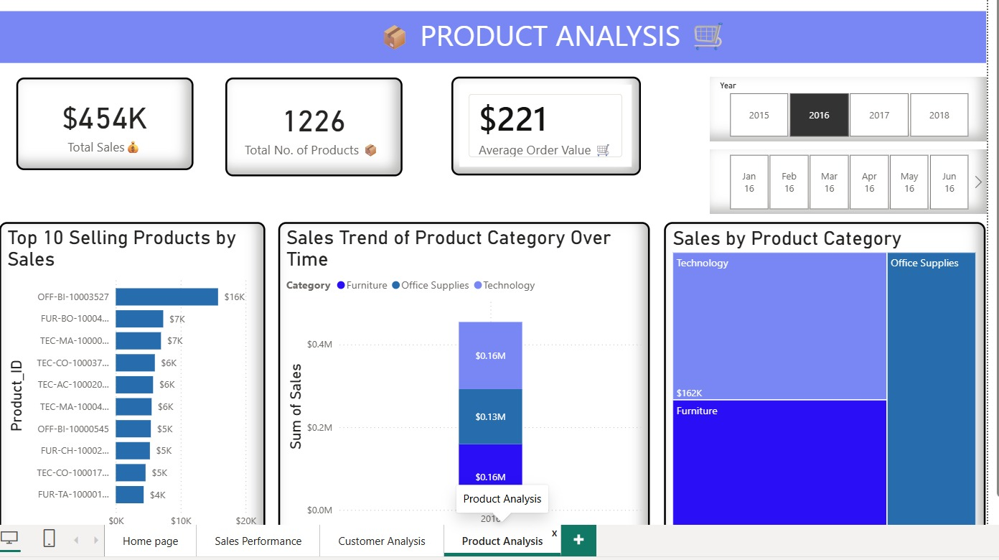 📦 PRODUCT ANALYSIS 🛒
$454K
Total Sales 💰
1226
Total No. of Products 📦
$221
Average Order Value 🛒
Year
2015
2016
2017
2018
Jan
16
Feb
16
Mar
16
Apr
16
May
16
Jun
16
Top 10 Selling Products by
Sales
Product_ID
OFF-BI-10003527 $16K
FUR-BO-10004... $7K
TEC-MA-10000... $7K
TEC-CO-100037... $6K
TEC-AC-100020... $6K
TEC-MA-10004... $6K
OFF-BI-10000545 $5K
FUR-CH-10002... $5K
TEC-CO-100017... $5K
FUR-TA-100001... $4K
$0K $10K $20K
Sales Trend of Product Category Over
Time
Category Furniture Office Supplies Technology
Sum of Sales
$0.4M
$0.2M
$0.0M
$0.16M
$0.13M
$0.16M
Product Analysis
2016
Sales by Product Category
Technology
$162K
Furniture
Office Supplies
Home page
Sales Performance
Customer Analysis
Product Analysis
x
+